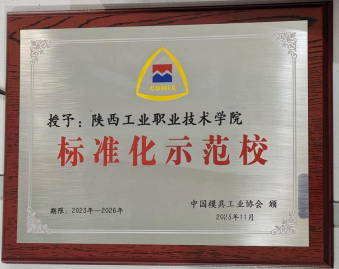 CDMIA
授予：陕西工业职业技术学院
标准化示范校
中国模具工业协会 颁
期限：2023年—2026年
2023年11月